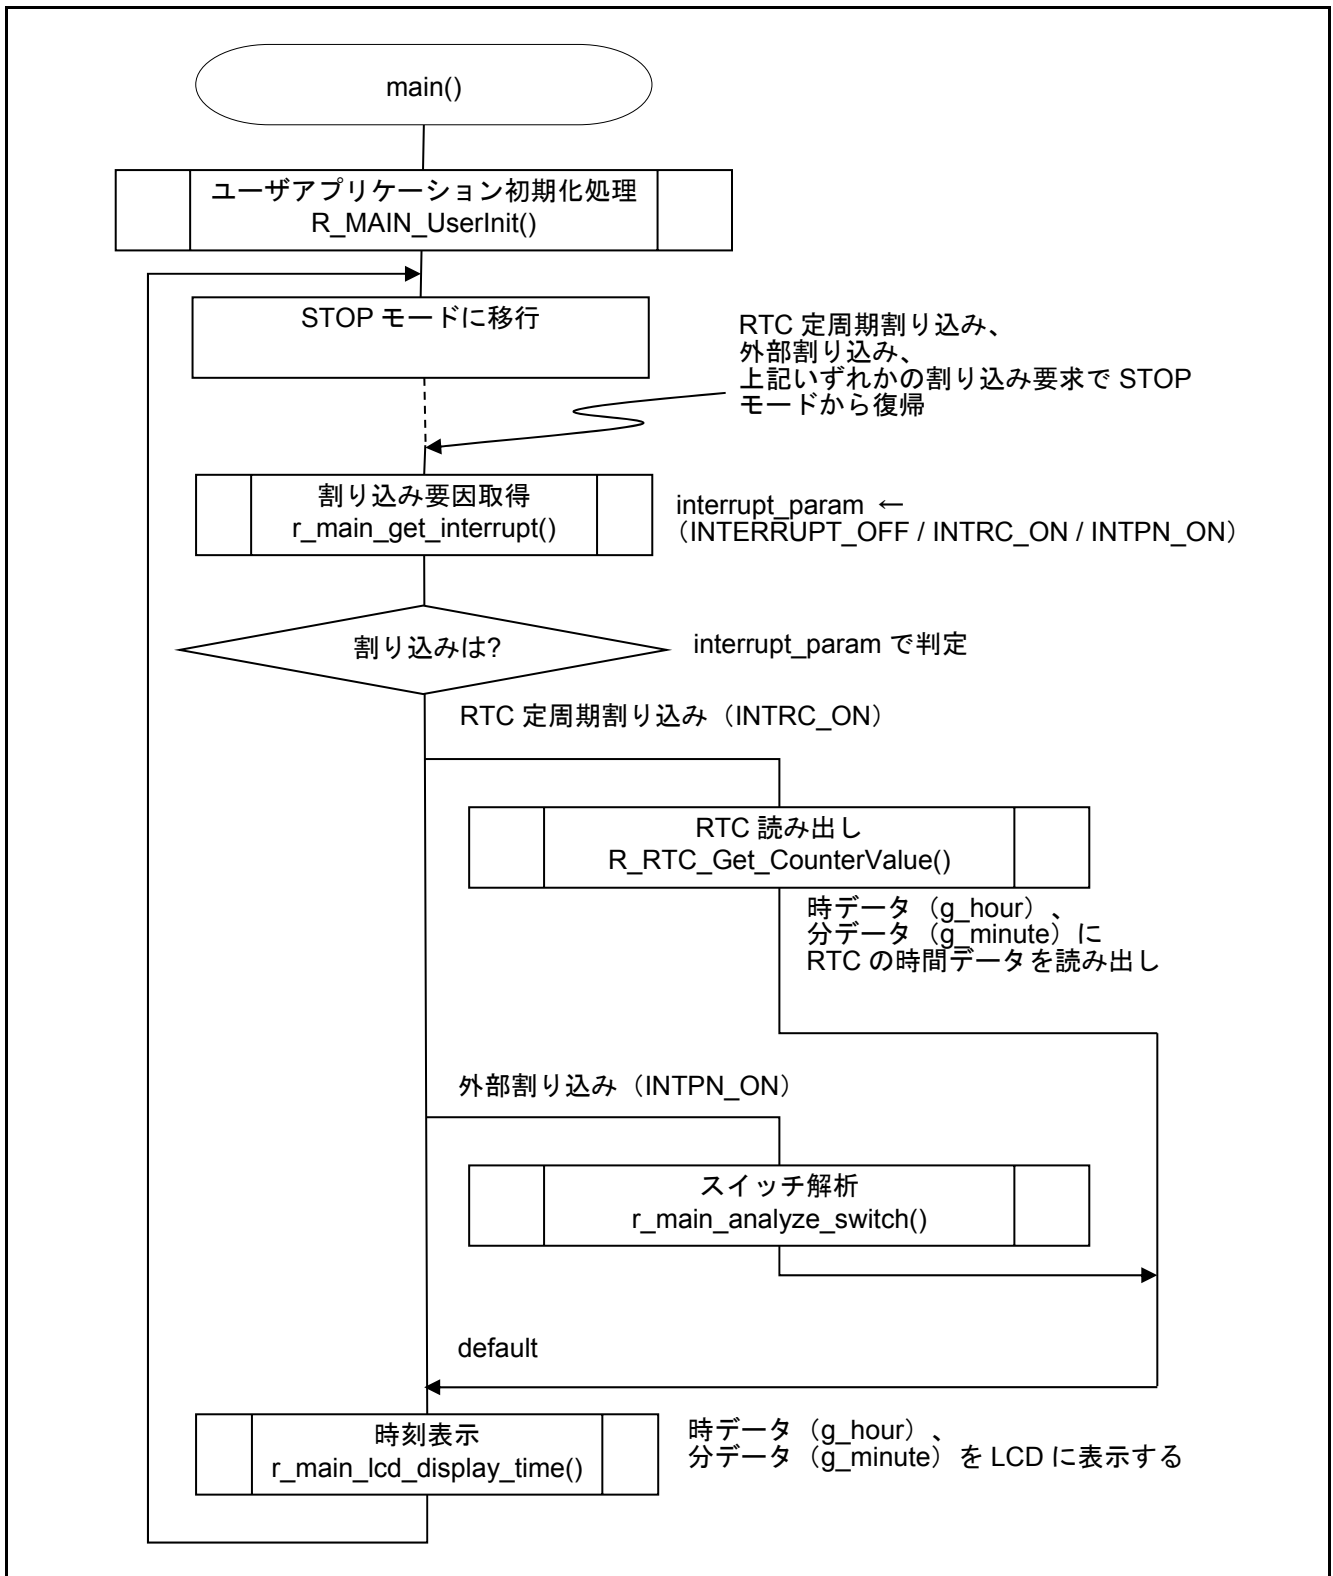 main()
ユーザアプリケーション初期化処理
R_MAIN_UserInit()
STOP モードに移行
RTC 定周期割り込み、
外部割り込み、
上記いずれかの割り込み要求で STOP
モードから復帰
割り込み要因取得
r_main_get_interrupt()
interrupt_param ←
（INTERRUPT_OFF / INTRC_ON / INTPN_ON）
割り込みは?
interrupt_param で判定
RTC 定周期割り込み（INTRC_ON）
RTC 読み出し
R_RTC_Get_CounterValue()
時データ（g_hour）、
分データ（g_minute）に
RTC の時間データを読み出し
外部割り込み（INTPN_ON）
スイッチ解析
r_main_analyze_switch()
default
時刻表示
r_main_lcd_display_time()
時データ（g_hour）、
分データ（g_minute）を LCD に表示する